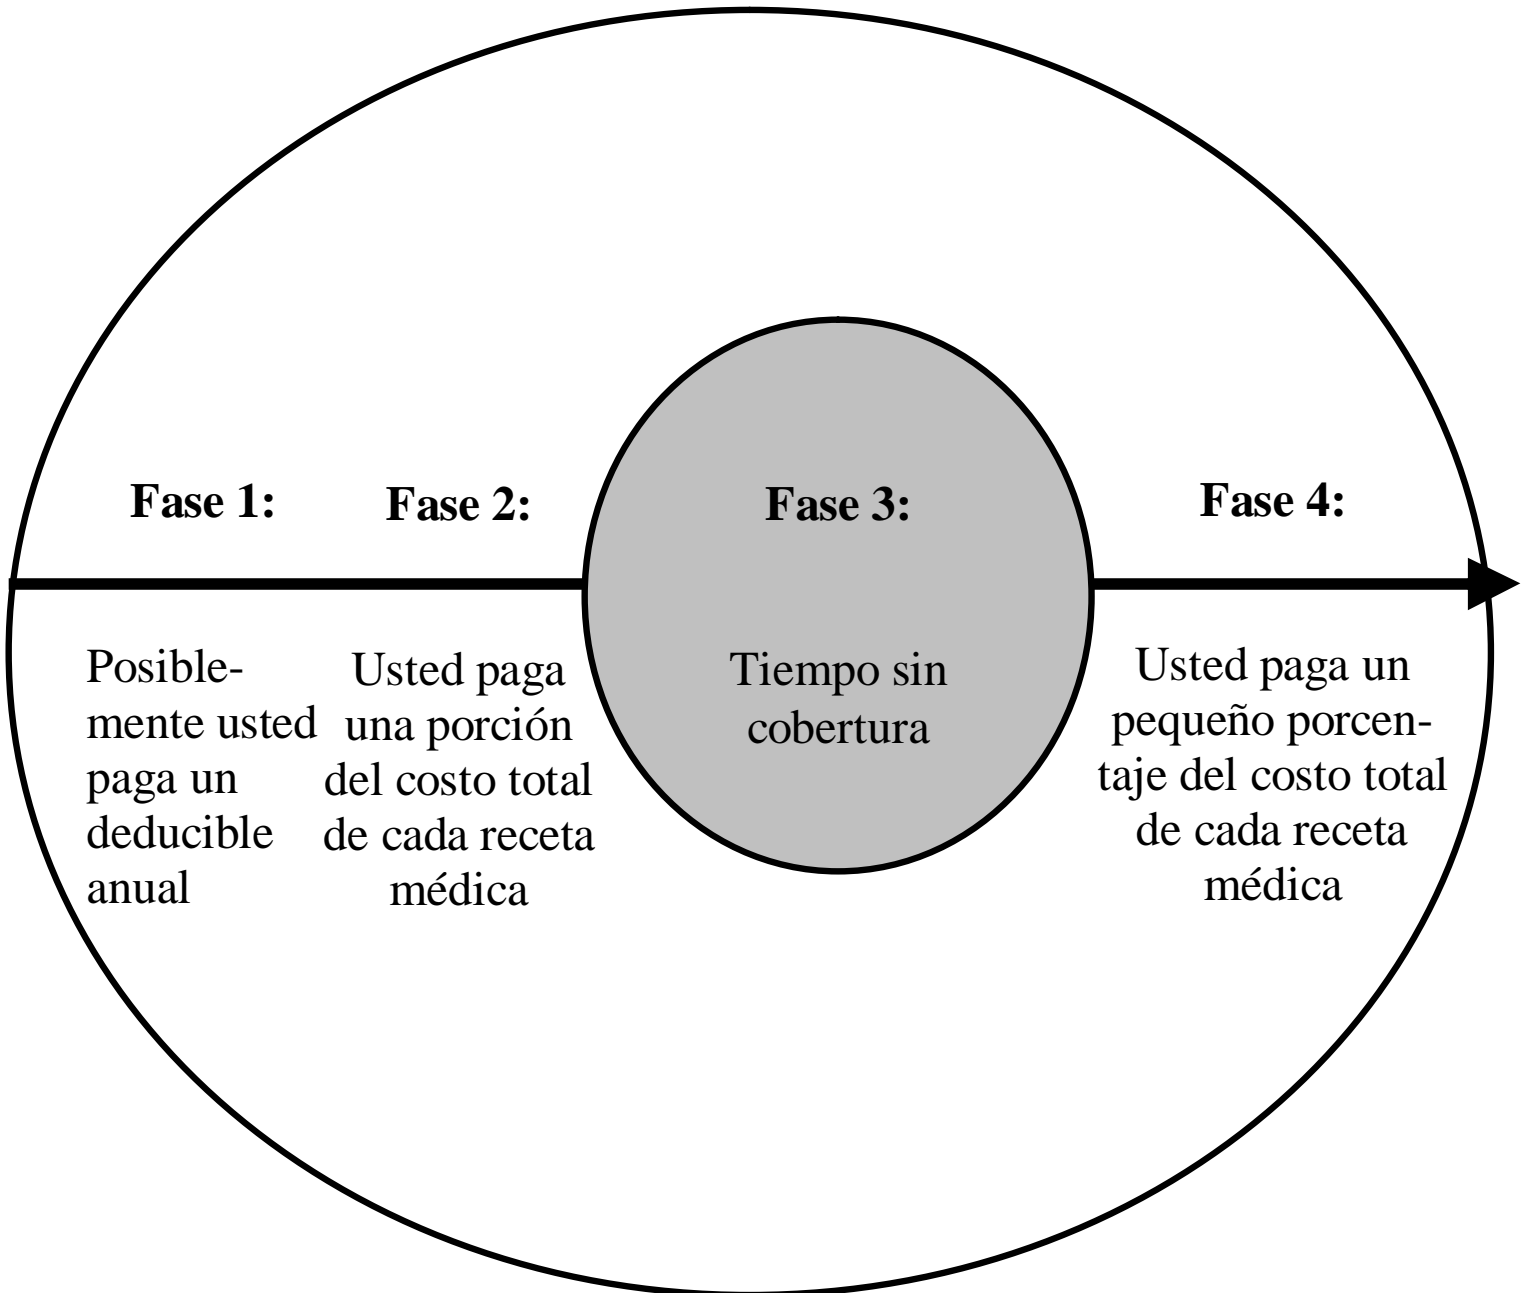 Fase 1:
Posible-
mente usted
paga un
deducible
anual
Fase 2:
Usted paga
una porción
del costo total
de cada receta
médica
Fase 3:
Tiempo sin
cobertura
Fase 4:
Usted paga un
pequeño porcen-
taje del costo total
de cada receta
médica